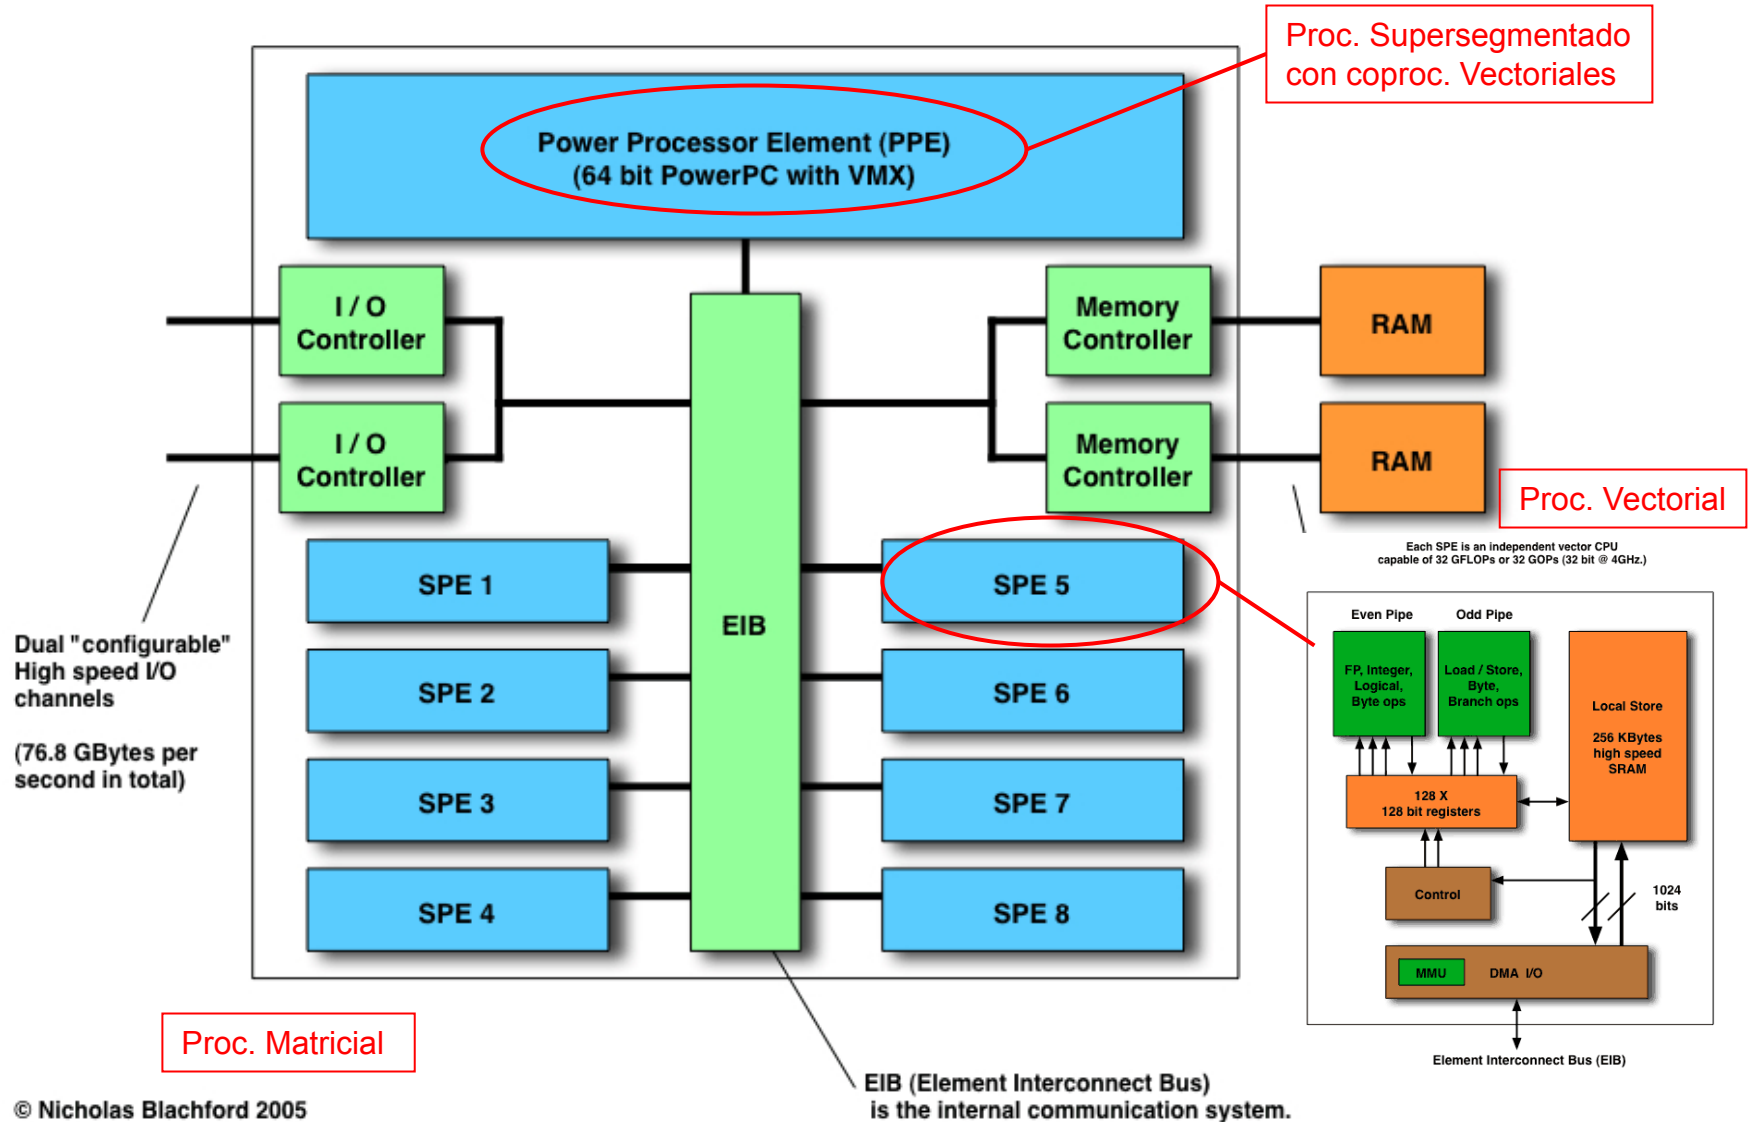 Proc. Supersegmentado
con coproc. Vectoriales
Power Processor Element (PPE)
(64 bit PowerPC with VMX)
I / O
Controller
I / O
Controller
Memory
Controller
Memory
Controller
RAM
RAM
Proc. Vectorial
Each SPE is an independent vector CPU
capable of 32 GFLOPs or 32 GOPs (32 bit @ 4GHz.)
EIB
SPE 1
SPE 2
SPE 3
SPE 4
SPE 5
SPE 6
SPE 7
SPE 8
Dual "configurable"
High speed I/O
channels
(76.8 GBytes per
second in total)
Even Pipe
Odd Pipe
FP, Integer,
Logical,
Byte ops
Load / Store,
Byte,
Branch ops
Local Store
256 KBytes
high speed
SRAM
128 X
128 bit registers
Control
1024
bits
MMU
DMA I/O
Element Interconnect Bus (EIB)
Proc. Matricial
EIB (Element Interconnect Bus)
is the internal communication system.
© Nicholas Blachford 2005